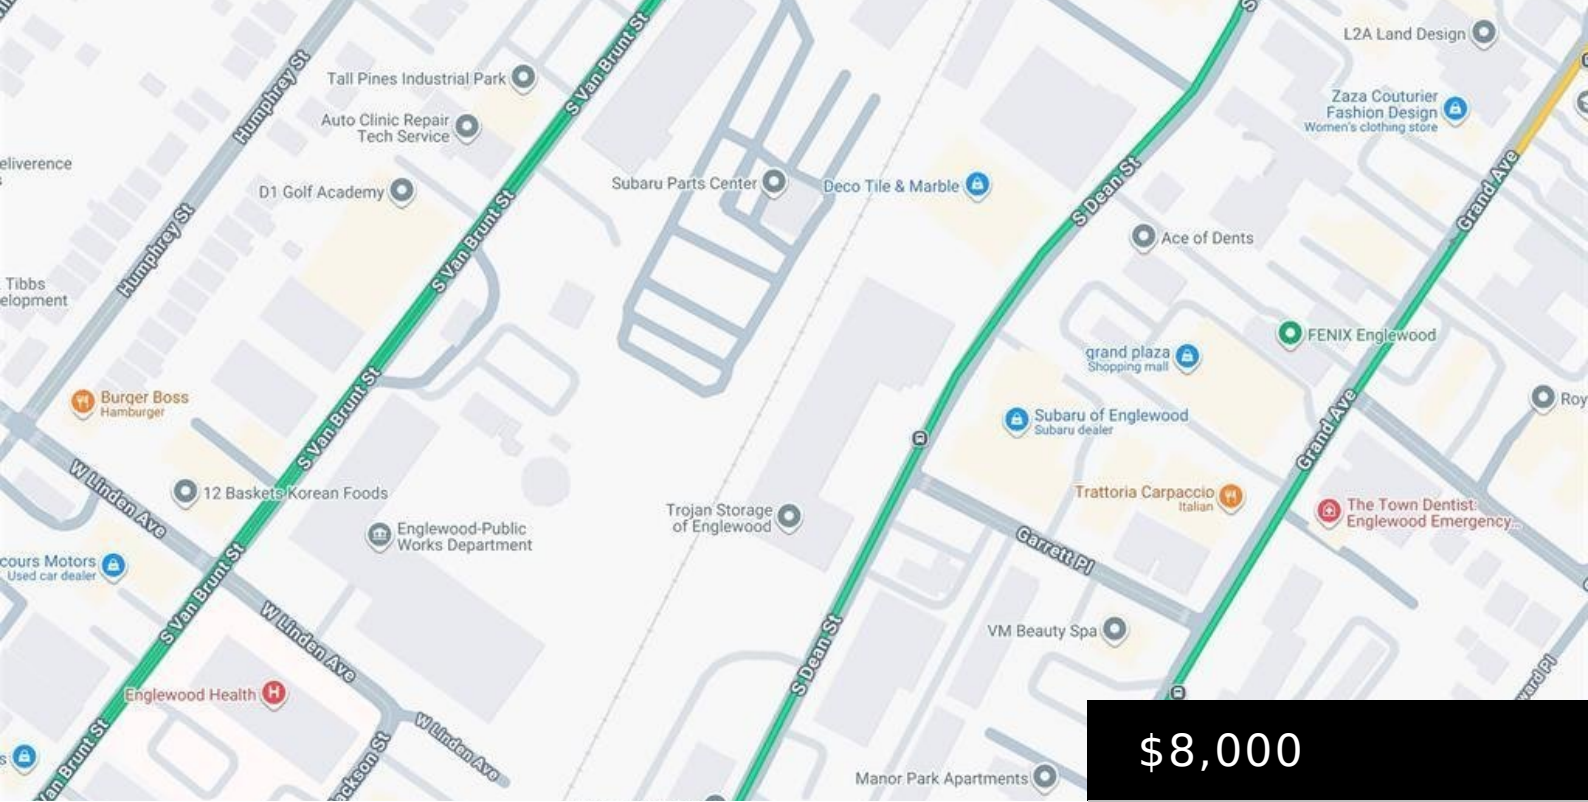 L2A Land Design
S Van Brunt St
Tall Pines Industrial Park
Humphrey St
Zaza Couturier
Fashion Design
Women's clothing store
Auto Clinic Repair
Tech Service
eliverence
Grand Ave
Subaru Parts Center
Deco Tile & Marble
S Dean St
D1 Golf Academy
S Van Brunt St
Humphrey St
Ace of Dents
Tibbs
elopment
FENIX Englewood
grand plaza
Shopping mall
Burger Boss
Hamburger
S Van Brunt St
Roy
Subaru of Englewood
Subaru dealer
Grand Ave
12 Baskets Korean Foods
W Linden Ave
Trattoria Carpaccio
Italian
The Town Dentist:
Englewood Emergency...
Trojan Storage
of Englewood
Englewood-Public
Works Department
Garrett Pl
cours Motors
Used car dealer
S Van Brunt St
W Linden Ave
VM Beauty Spa
S Dean St
Englewood Health
ward Pl
W Linden Ave
Van Brunt St
ackson St
Manor Park Apartments
$8,000